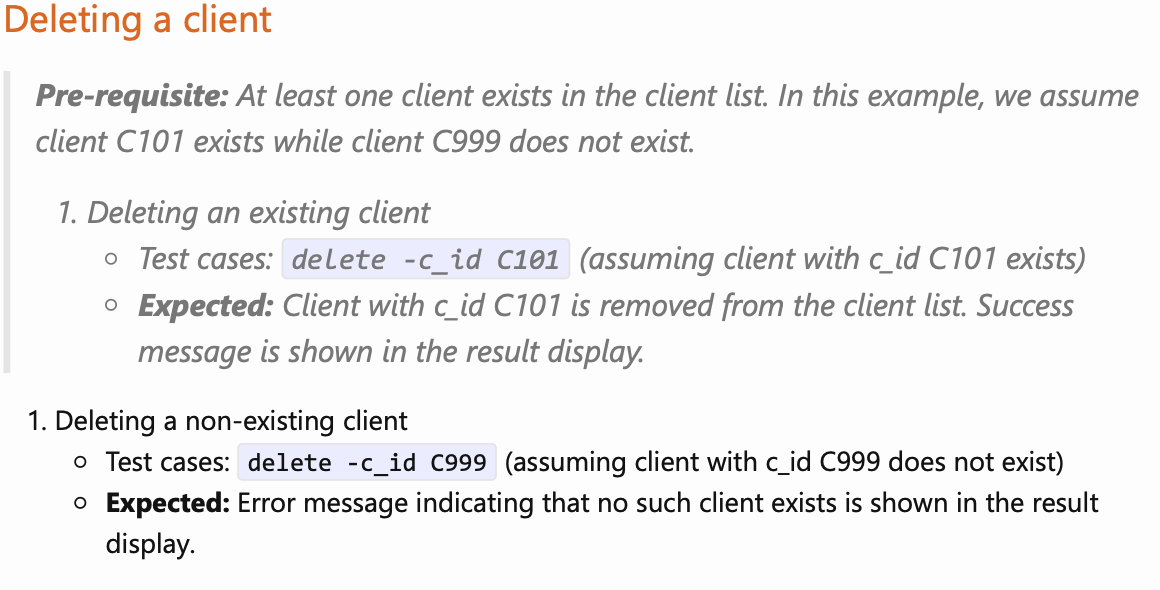 Deleting a client
Pre-requisite: At least one client exists in the client list. In this example, we assume
client C101 exists while client C999 does not exist.
1. Deleting an existing client
○ Test cases: delete -c_id C101 (assuming client with c_id C101 exists)
○ Expected: Client with c_id C101 is removed from the client list. Success
message is shown in the result display.
1. Deleting a non-existing client
○ Test cases: delete -c_id C999 (assuming client with c_id C999 does not exist)
○ Expected: Error message indicating that no such client exists is shown in the result
display.